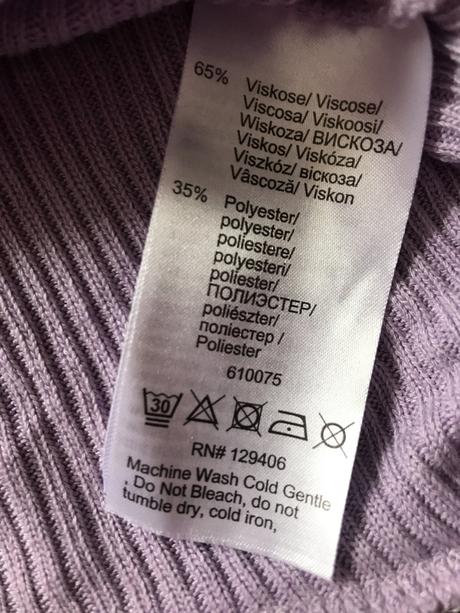 65% Viskose/ Viscose/
Viscosa/ Viskoosi/
Wiskoza/ ВИСКОЗА/
Viskos/ Viskóza/
Viszkóz/ віскоза/
Vâscoză/ Viskon
35% Polyester/
polyester/
poliestere/
polyesteri/
poliester/
ПОЛИЭСТЕР/
poliészter/
поліестер /
Poliester
610075
30
RN# 129406
Machine Wash Cold Gentle
, Do Not Bleach, do not
tumble dry, cold iron,